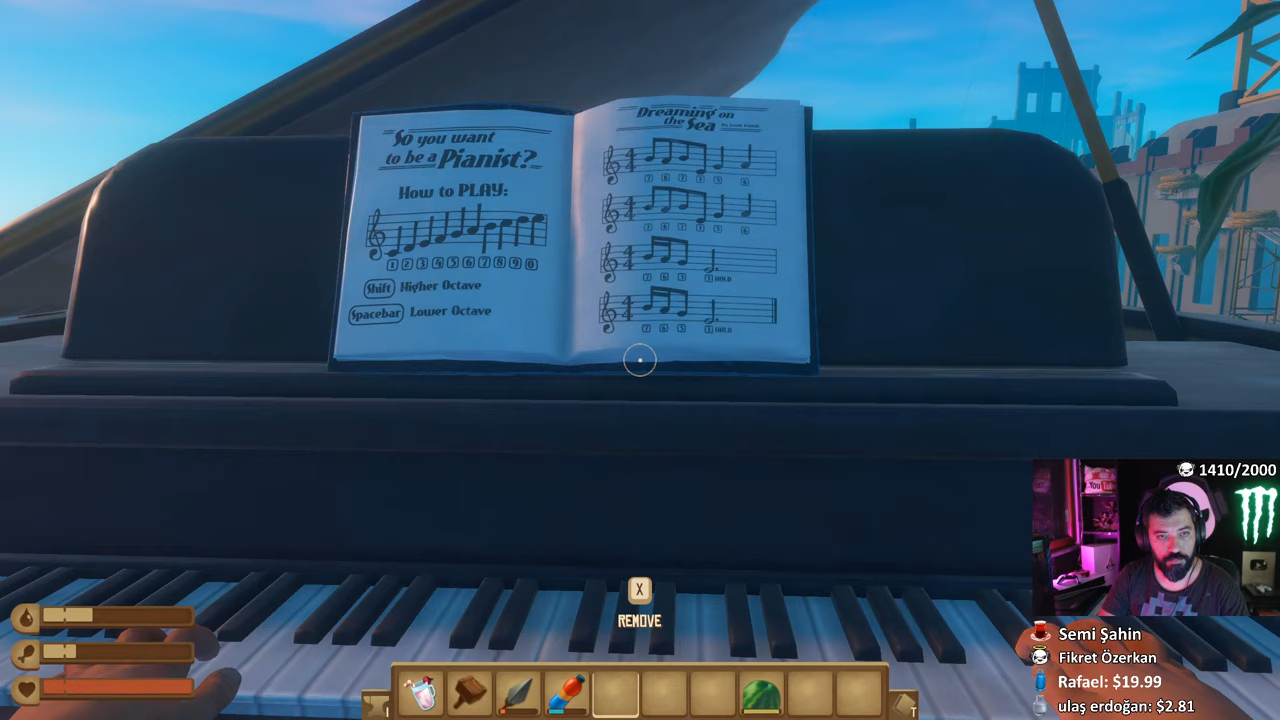 So you want
to be a Pianist?
How to PLAY:
1 2 3 4 5 6 7 8 9 0
Shift Higher Octave
Spacebar Lower Octave
Dreaming on
the Sea
HOLD
HOLD
X
REMOVE
T
1410/2000
Semi Şahin
Fikret Özerkan
Rafael: $19.99
ulaş erdoğan: $2.81